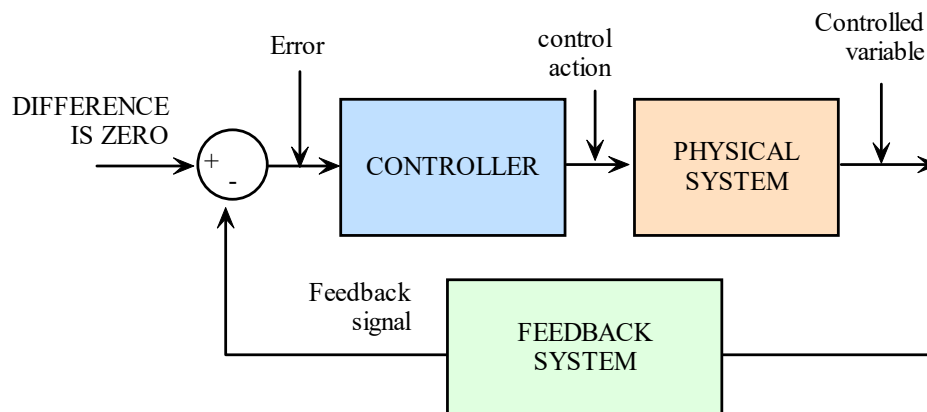 Error
control
action
Controlled
variable
DIFFERENCE
IS ZERO
+
-
CONTROLLER
PHYSICAL
SYSTEM
Feedback
signal
FEEDBACK
SYSTEM